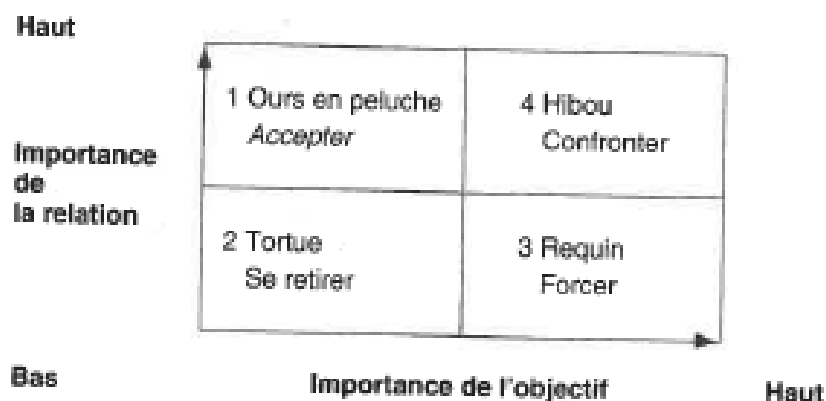 Haut
1 Ours en peluche
Accepter
4 Hibou
Confronter
Importance
de
la relation
2 Tortue
Se retirer
3 Requin
Forcer
Bas
Importance de l'objectif
Haut